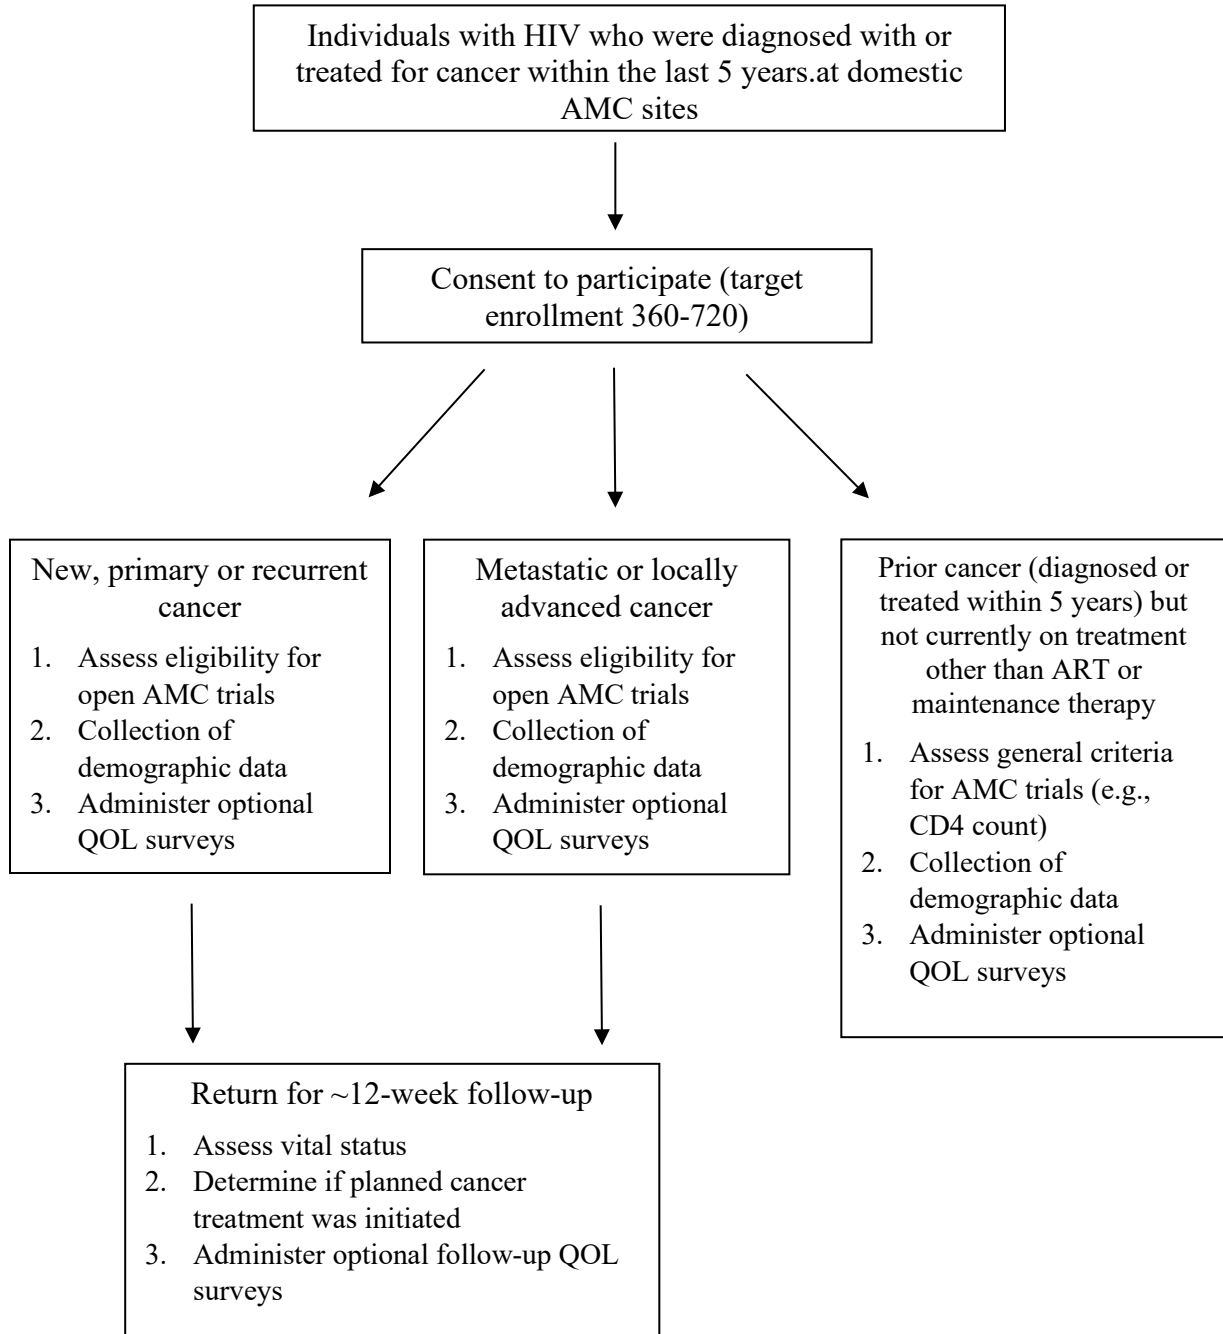 Individuals with HIV who were diagnosed with or
treated for cancer within the last 5 years.at domestic
AMC sites
Consent to participate (target
enrollment 360-720)
New, primary or recurrent
cancer
1. Assess eligibility for
open AMC trials
2. Collection of
demographic data
3. Administer optional
QOL surveys
Metastatic or locally
advanced cancer
1. Assess eligibility for
open AMC trials
2. Collection of
demographic data
3. Administer optional
QOL surveys
Prior cancer (diagnosed or
treated within 5 years) but
not currently on treatment
other than ART or
maintenance therapy
1. Assess general criteria
for AMC trials (e.g.,
CD4 count)
2. Collection of
demographic data
3. Administer optional
QOL surveys
Return for ~12-week follow-up
1. Assess vital status
2. Determine if planned cancer
treatment was initiated
3. Administer optional follow-up QOL
surveys